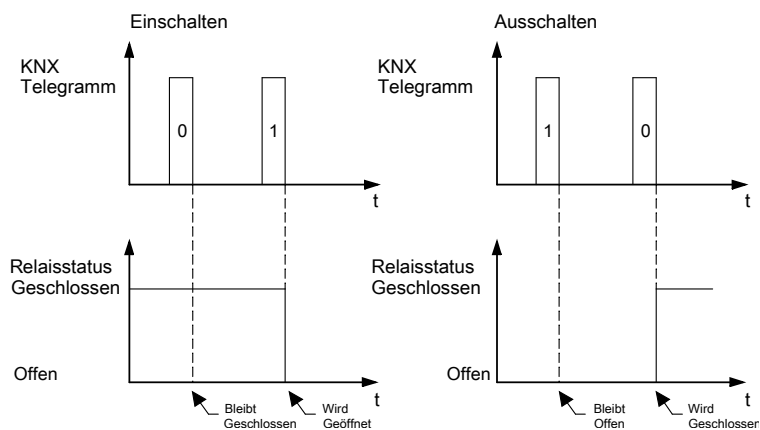 Einschalten
KNX
Telegramm
0
1
t
Relaisstatus
Geschlossen
Offen
t
Bleibt
Geschlossen
Wird
Geöffnet
Ausschalten
KNX
Telegramm
1
0
t
Relaisstatus
Geschlossen
Offen
t
Bleibt
Offen
Wird
Geschlossen